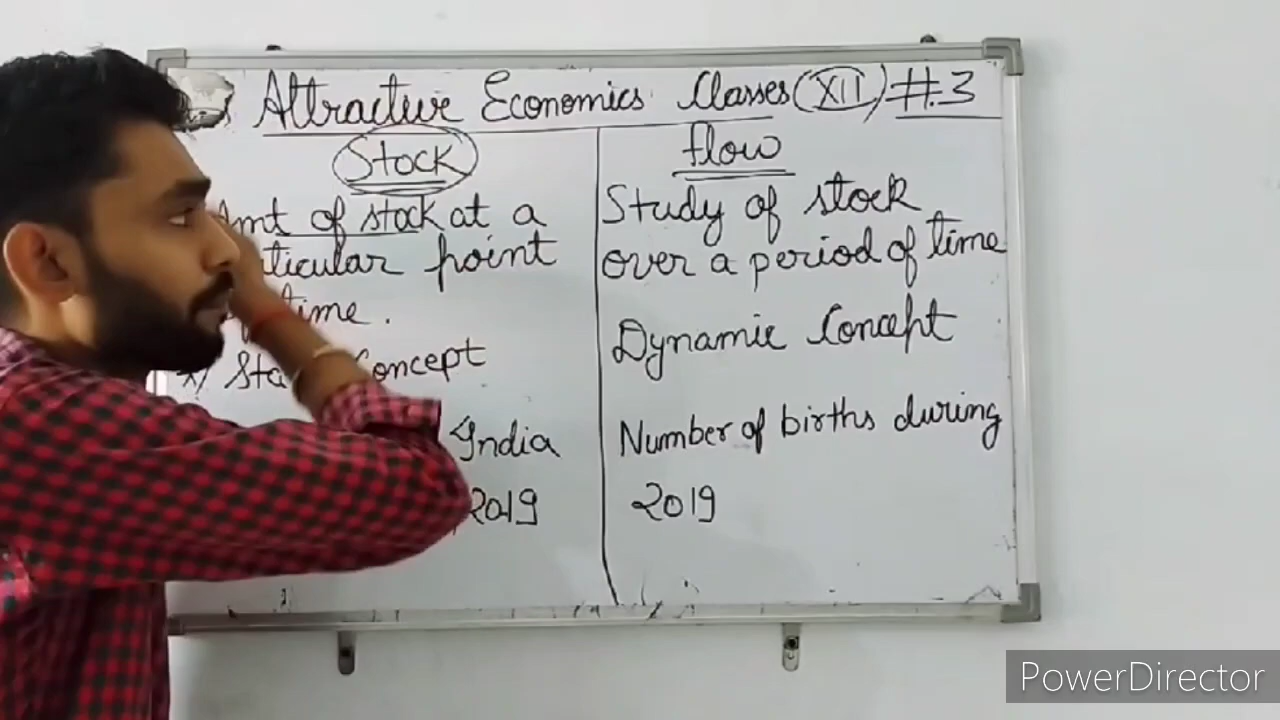 Attractive Economics Classes (XII) #.3
Stock
Amt of stock at a
point
time.
Concept
India
2019
flow
Study of stock
over a period of time
Dynamic Concept
Number of births during
2019
PowerDirector